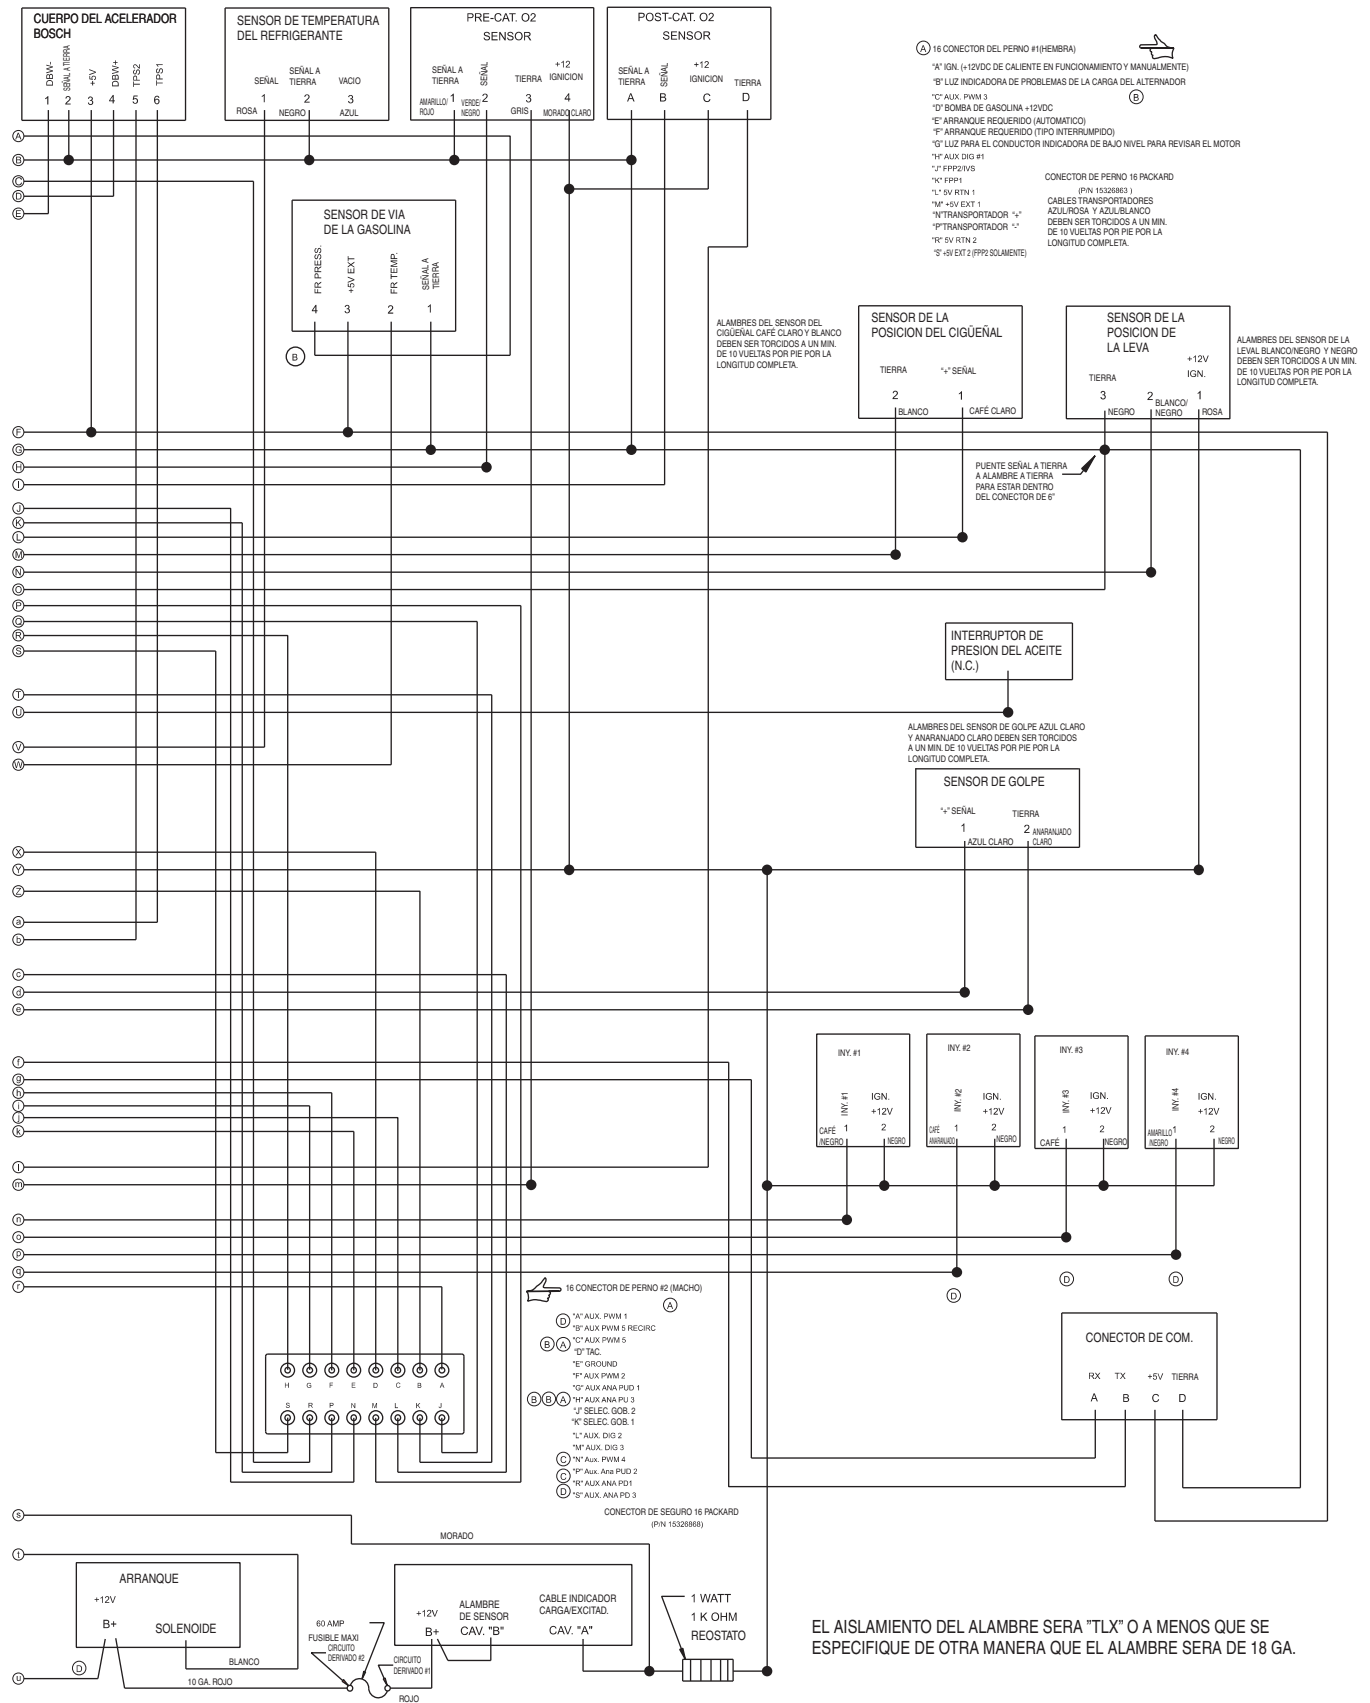 CUERPO DEL ACELERADOR
BOSCH
DBW-
SEÑAL A TIERRA
+5V
DBW+
TPS2
TPS1
1 2 3 4 5 6
SENSOR DE TEMPERATURA
DEL REFRIGERANTE
SEÑAL
SEÑAL A
TIERRA
VACIO
1 2 3
ROSA
NEGRO
AZUL
PRE-CAT. O2
SENSOR
SEÑAL A
TIERRA
SEÑAL
TIERRA
+12
IGNICION
1 2 3 4
AMARILLO/
ROJO
VERDE/
NEGRO
GRIS
MORADO CLARO
POST-CAT. O2
SENSOR
SEÑAL A
TIERRA
SEÑAL
+12
IGNICION
TIERRA
A B C D
A 16 CONECTOR DEL PERNO #1(HEMBRA)
"A" IGN. (+12VDC DE CALIENTE EN FUNCIONAMIENTO Y MANUALMENTE)
"B" LUZ INDICADORA DE PROBLEMAS DE LA CARGA DEL ALTERNADOR
"C" AUX. PWM 3
B
"D" BOMBA DE GASOLINA +12VDC
"E" ARRANQUE REQUERIDO (AUTOMATICO)
"F" ARRANQUE REQUERIDO (TIPO INTERRUMPIDO)
"G" LUZ PARA EL CONDUCTOR INDICADORA DE BAJO NIVEL PARA REVISAR EL MOTOR
"H" AUX DIG #1
"J" FPP2/IVS
"K" FPP1
"L" 5V RTN 1
"M" +5V EXT 1
"N"TRANSPORTADOR "+"
"P"TRANSPORTADOR "-"
"R" 5V RTN 2
"S" +5V EXT 2 (FPP2 SOLAMENTE)
CONECTOR DE PERNO 16 PACKARD
(P/N 15326863 )
CABLES TRANSPORTADORES
AZUL/ROSA Y AZUL/BLANCO
DEBEN SER TORCIDOS A UN MIN.
DE 10 VUELTAS POR PIE POR LA
LONGITUD COMPLETA.
A
B
C
D
E
SENSOR DE VIA
DE LA GASOLINA
FR PRESS.
+5V EXT
FR TEMP.
SEÑAL A
TIERRA
4 3 2 1
B
ALAMBRES DEL SENSOR DEL
CIGÜEÑAL CAFÉ CLARO Y BLANCO
DEBEN SER TORCIDOS A UN MIN.
DE 10 VUELTAS POR PIE POR LA
LONGITUD COMPLETA.
SENSOR DE LA
POSICION DEL CIGÜEÑAL
TIERRA
"+" SEÑAL
2 1
BLANCO
CAFÉ CLARO
SENSOR DE LA
POSICION DE
LA LEVA
+12V
IGN.
TIERRA
3 2 1
NEGRO
BLANCO/
NEGRO
ROSA
ALAMBRES DEL SENSOR DE LA
LEVAL BLANCO/NEGRO Y NEGRO
DEBEN SER TORCIDOS A UN MIN.
DE 10 VUELTAS POR PIE POR LA
LONGITUD COMPLETA.
F
G
H
I
PUENTE SEÑAL A TIERRA
A ALAMBRE A TIERRA
PARA ESTAR DENTRO
DEL CONECTOR DE 6"
J
K
L
M
N
O
P
Q
R
S
INTERRUPTOR DE
PRESION DEL ACEITE
(N.C.)
T
U
V
W
ALAMBRES DEL SENSOR DE GOLPE AZUL CLARO
Y ANARANJADO CLARO DEBEN SER TORCIDOS
A UN MIN. DE 10 VUELTAS POR PIE POR LA
LONGITUD COMPLETA.
SENSOR DE GOLPE
"+" SEÑAL
TIERRA
1 2
AZUL CLARO
ANARANJADO
CLARO
X
Y
Z
a
b
c
d
e
INY. #1
INY. #1
IGN.
+12V
1 2
CAFÉ
/NEGRO
NEGRO
INY. #2
INY. #2
IGN.
+12V
1 2
CAFÉ
ANARANJADO
NEGRO
INY. #3
INY. #3
IGN.
+12V
1 2
CAFÉ
NEGRO
INY. #4
INY. #4
IGN.
+12V
1 2
AMARILLO
/NEGRO
NEGRO
f
g
h
i
j
k
l
m
n
o
p
q
r
D
D
D
16 CONECTOR DE PERNO #2 (MACHO)
A
D "A" AUX. PWM 1
"B" AUX PWM 5 RECIRC
B A "C" AUX PWM 5
"D" TAC.
"E" GROUND
"F" AUX PWM 2
"G" AUX ANA PUD 1
B B A "H" AUX ANA PU 3
"J" SELEC. GOB. 2
"K" SELEC. GOB. 1
"L" AUX. DIG 2
"M" AUX. DIG 3
C "N" Aux. PWM 4
C "P" Aux. Ana PUD 2
"R" AUX ANA PD1
D "S" AUX. ANA PD 3
CONECTOR DE SEGURO 16 PACKARD
(P/N 15326868)
H G F E D C B A
S R P N M L K J
CONECTOR DE COM.
RX TX +5V TIERRA
A B C D
s
MORADO
t
ARRANQUE
+12V
B+
SOLENOIDE
BLANCO
u
D
10 GA. ROJO
60 AMP
FUSIBLE MAXI
CIRCUITO
DERIVADO #2
CIRCUITO
DERIVADO #1
ROJO
+12V
B+
ALAMBRE
DE SENSOR
CAV. "B"
CABLE INDICADOR
CARGA/EXCITAD.
CAV. "A"
1 WATT
1 K OHM
REOSTATO
EL AISLAMIENTO DEL ALAMBRE SERA "TLX" O A MENOS QUE SE
ESPECIFIQUE DE OTRA MANERA QUE EL ALAMBRE SERA DE 18 GA.